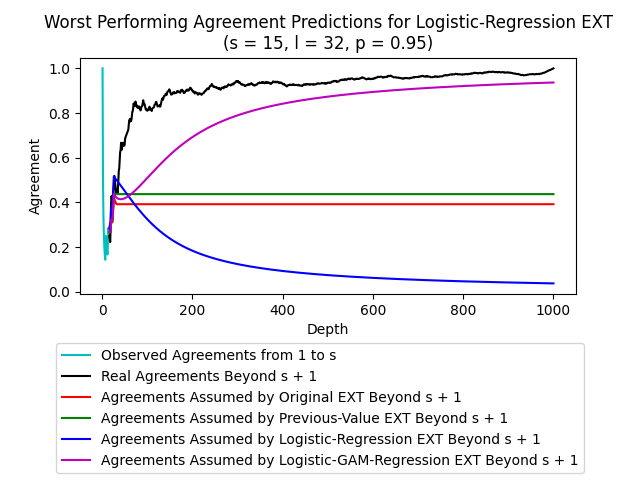 Worst Performing Agreement Predictions for Logistic-Regression EXT
(s = 15, l = 32, p = 0.95)
1.0
0.8
0.6
0.4
0.2
0.0
Agreement
0 200 400 600 800 1000
Depth
Observed Agreements from 1 to s
Real Agreements Beyond s + 1
Agreements Assumed by Original EXT Beyond s + 1
Agreements Assumed by Previous-Value EXT Beyond s + 1
Agreements Assumed by Logistic-Regression EXT Beyond s + 1
Agreements Assumed by Logistic-GAM-Regression EXT Beyond s + 1